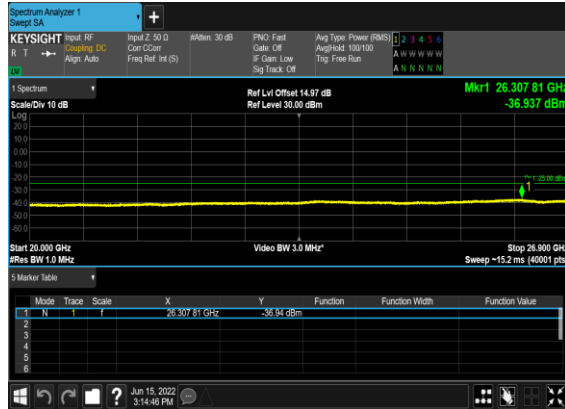 Spectrum Analyzer 1
Swept SA
+
KEYSIGHT Input: RF Input Z: 50 Ω #Atten: 30 dB PNO: Fast Avg Type: Power (RMS) 1 2 3 4 5 6
R T Coupling: DC Corr CCorr Gate: Off Avg|Hold: 100/100 A W W W W W
Align: Auto Freq Ref: Int (S) IF Gain: Low Trig: Free Run
Sig Track: Off A N N N N N
1 Spectrum
Ref Lvl Offset 14.97 dB Mkr1 26.307 81 GHz
Scale/Div 10 dB Ref Level 30.00 dBm -36.937 dBm
Log
20.0
10.0
0.00
-10.0
-20.0
-25.00 dBm
-30.0
1
-40.0
-50.0
-60.0
Start 20.000 GHz Video BW 3.0 MHz* Stop 26.900 GHz
#Res BW 1.0 MHz Sweep ~15.2 ms (40001 pts)
5 Marker Table
Mode Trace Scale X Y Function Function Width Function Value
1 N 1 f 26.307 81 GHz -36.94 dBm
2
3
4
5
6
? Jun 15, 2022
3:14:46 PM